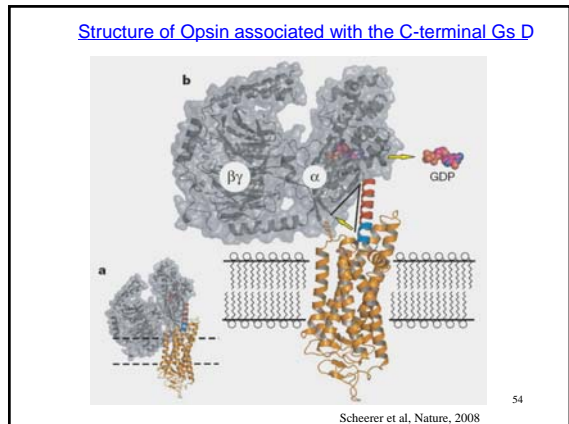 Structure of Opsin associated with the C-terminal Gs D
b
βγ
α
GDP
a
54
Scheerer et al, Nature, 2008